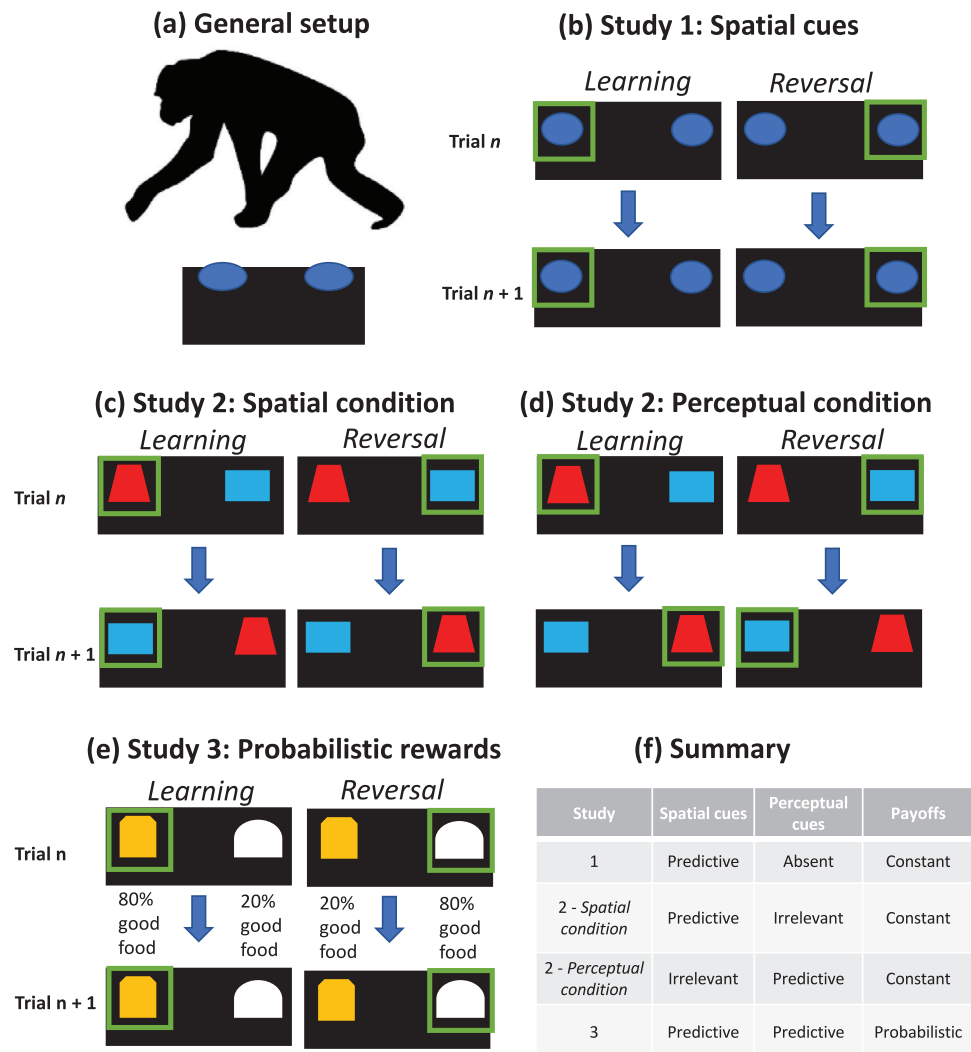 (a) General setup
(b) Study 1: Spatial cues
Learning Reversal
Trial n
Trial n + 1
(c) Study 2: Spatial condition
Learning Reversal
Trial n
Trial n + 1
(d) Study 2: Perceptual condition
Learning Reversal
(e) Study 3: Probabilistic rewards
Learning Reversal
Trial n
80% 20% 20% 80%
good good good good
food food food food
Trial n + 1
(f) Summary
Study Spatial cues Perceptual cues Payoffs
1 Predictive Absent Constant
2 - Spatial condition Predictive Irrelevant Constant
2 - Perceptual condition Irrelevant Predictive Constant
3 Predictive Predictive Probabilistic